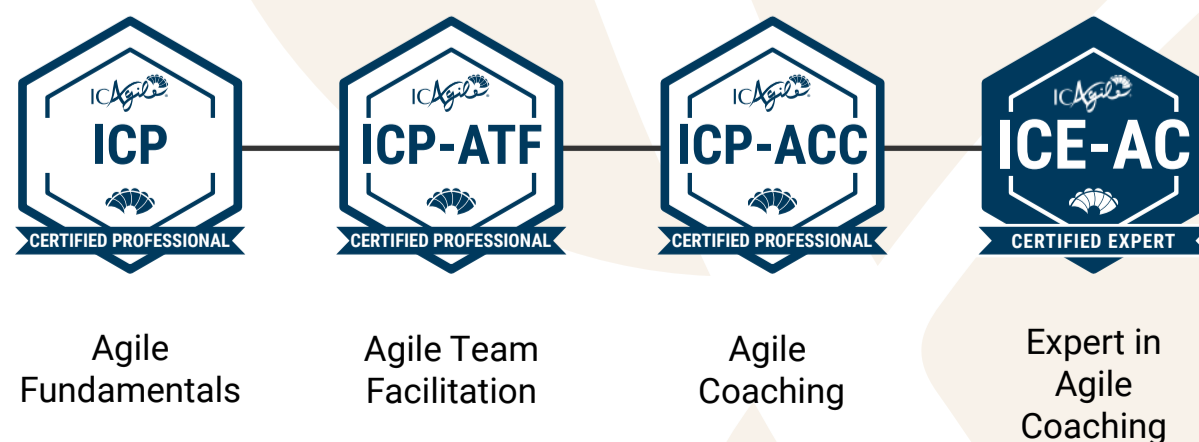 ICAgile
ICP
CERTIFIED PROFESSIONAL
Agile
Fundamentals
ICAgile
ICP-ATF
CERTIFIED PROFESSIONAL
Agile Team
Facilitation
ICAgile
ICP-ACC
CERTIFIED PROFESSIONAL
Agile
Coaching
ICAgile
ICE-AC
CERTIFIED EXPERT
Expert in
Agile
Coaching